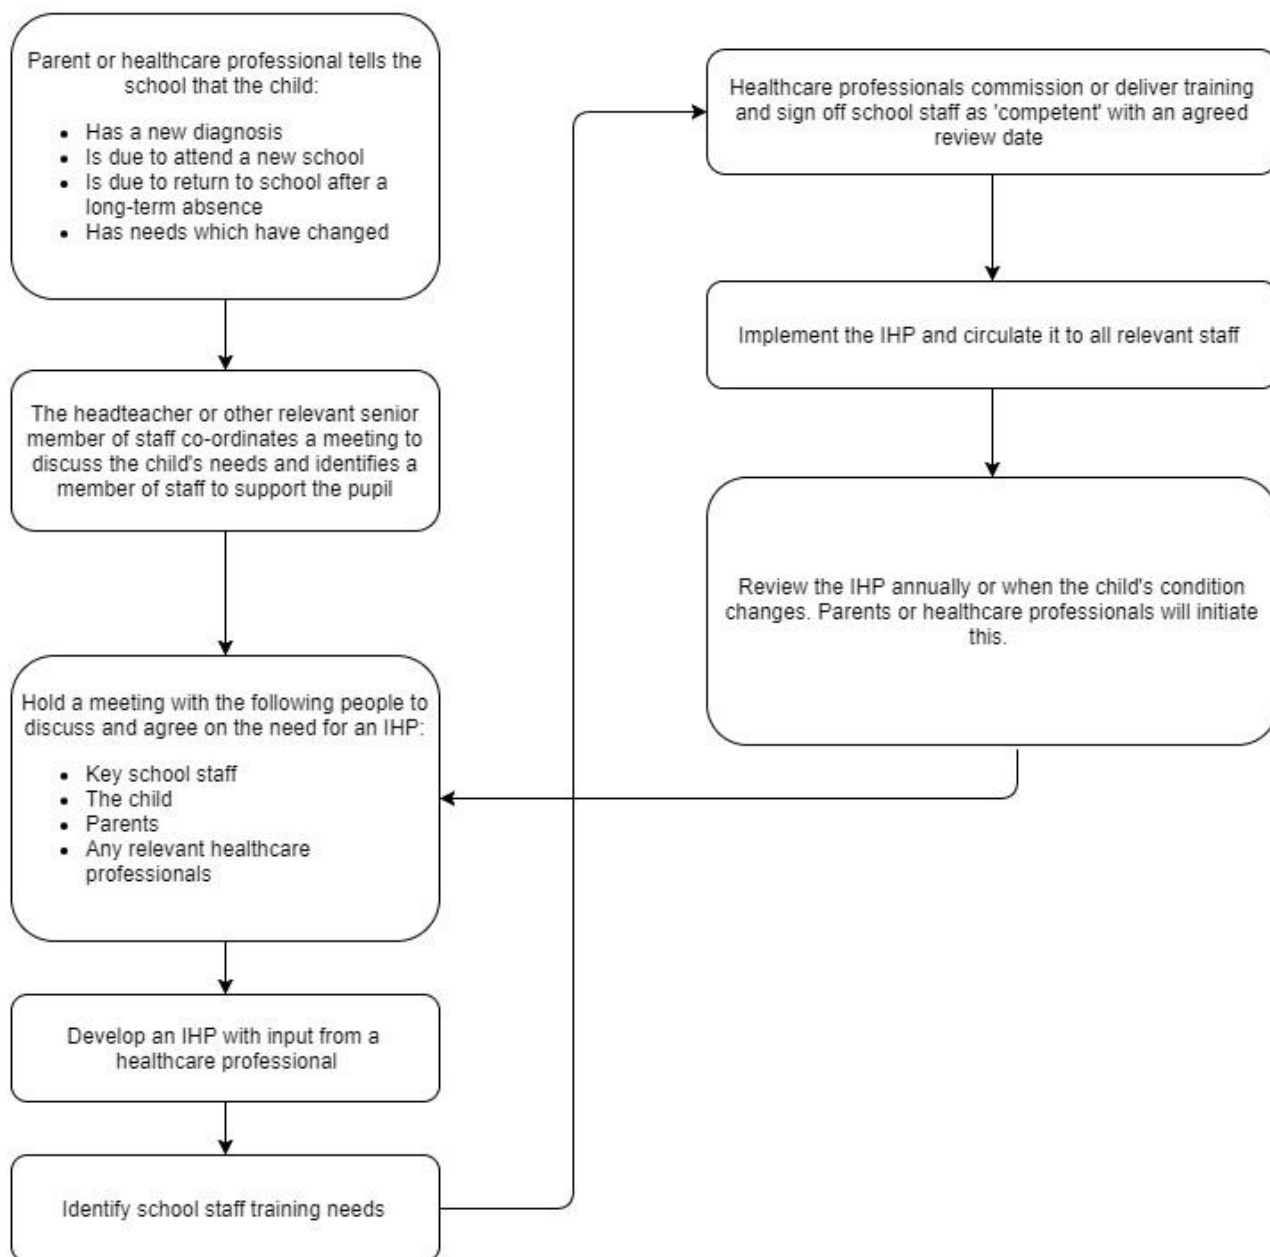 Parent or healthcare professional tells the
school that the child:
• Has a new diagnosis
• Is due to attend a new school
• Is due to return to school after a
long-term absence
• Has needs which have changed
The headteacher or other relevant senior
member of staff co-ordinates a meeting to
discuss the child's needs and identifies a
member of staff to support the pupil
Hold a meeting with the following people to
discuss and agree on the need for an IHP:
• Key school staff
• The child
• Parents
• Any relevant healthcare
professionals
Develop an IHP with input from a
healthcare professional
Identify school staff training needs
Healthcare professionals commission or deliver training
and sign off school staff as 'competent' with an agreed
review date
Implement the IHP and circulate it to all relevant staff
Review the IHP annually or when the child's condition
changes. Parents or healthcare professionals will initiate
this.